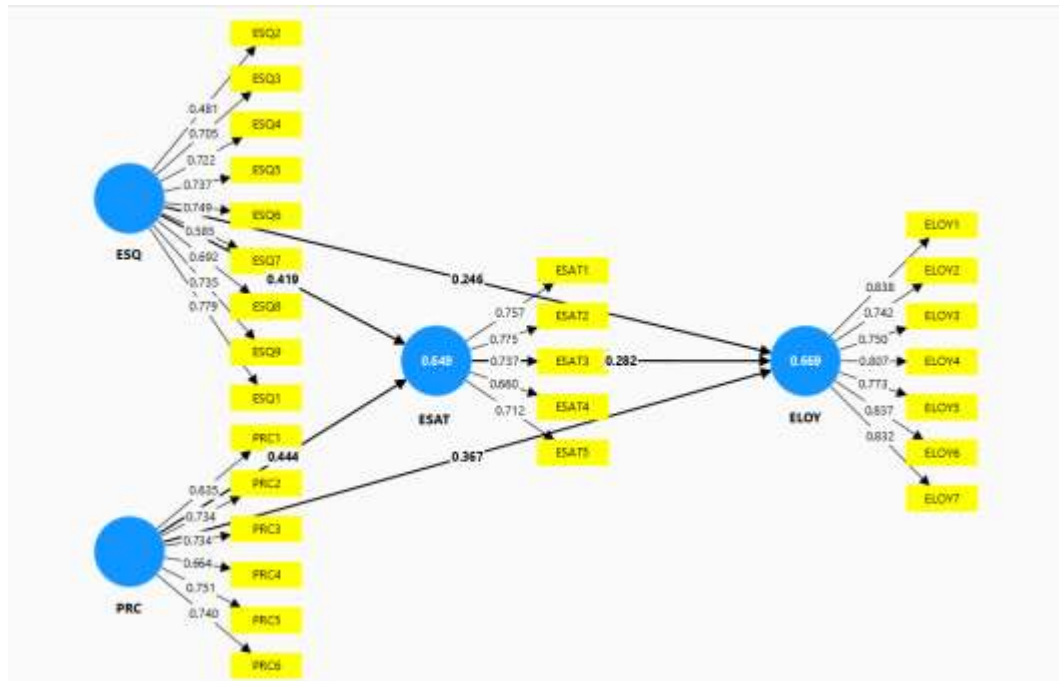 ESQ2
ESQ3
ESQ4
ESQ5
ESQ6
ESQ7
ESQ8
ESQ9
ESQ1
0.481
0.705
0.722
0.737
0.749
0.585
0.692
0.735
0.779
ESQ
0.419
0.246
PRC1
PRC2
PRC3
PRC4
PRC5
PRC6
0.635
0.734
0.734
0.664
0.751
0.740
PRC
0.444
0.367
ESAT1
ESAT2
ESAT3
ESAT4
ESAT5
0.757
0.775
0.737
0.660
0.712
0.649
ESAT
0.282
ELOY1
ELOY2
ELOY3
ELOY4
ELOY5
ELOY6
ELOY7
0.838
0.742
0.750
0.807
0.773
0.837
0.832
0.669
ELOY